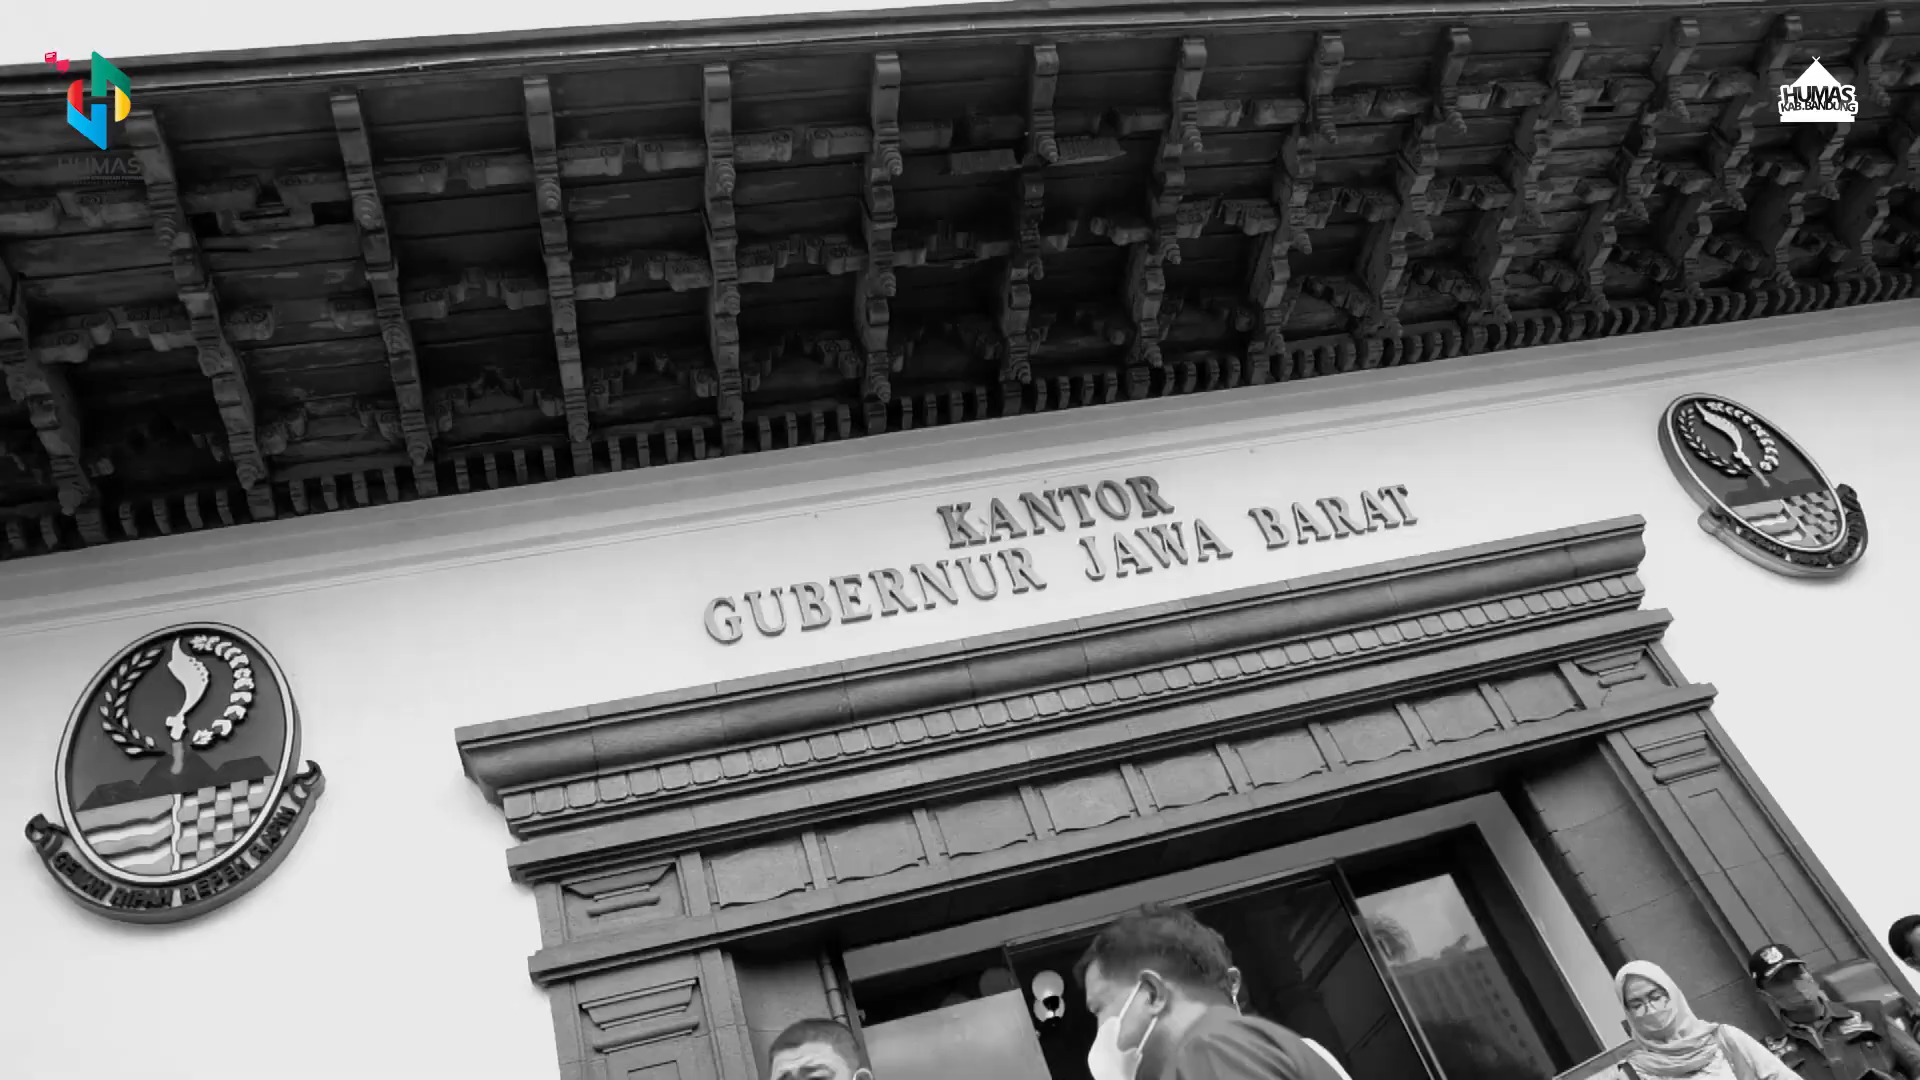 HUMAS
HUMAS
KAB.BANDUNG
KANTOR
GUBERNUR JAWA BARAT
GEMAH RIPAH REPEH RAPIH